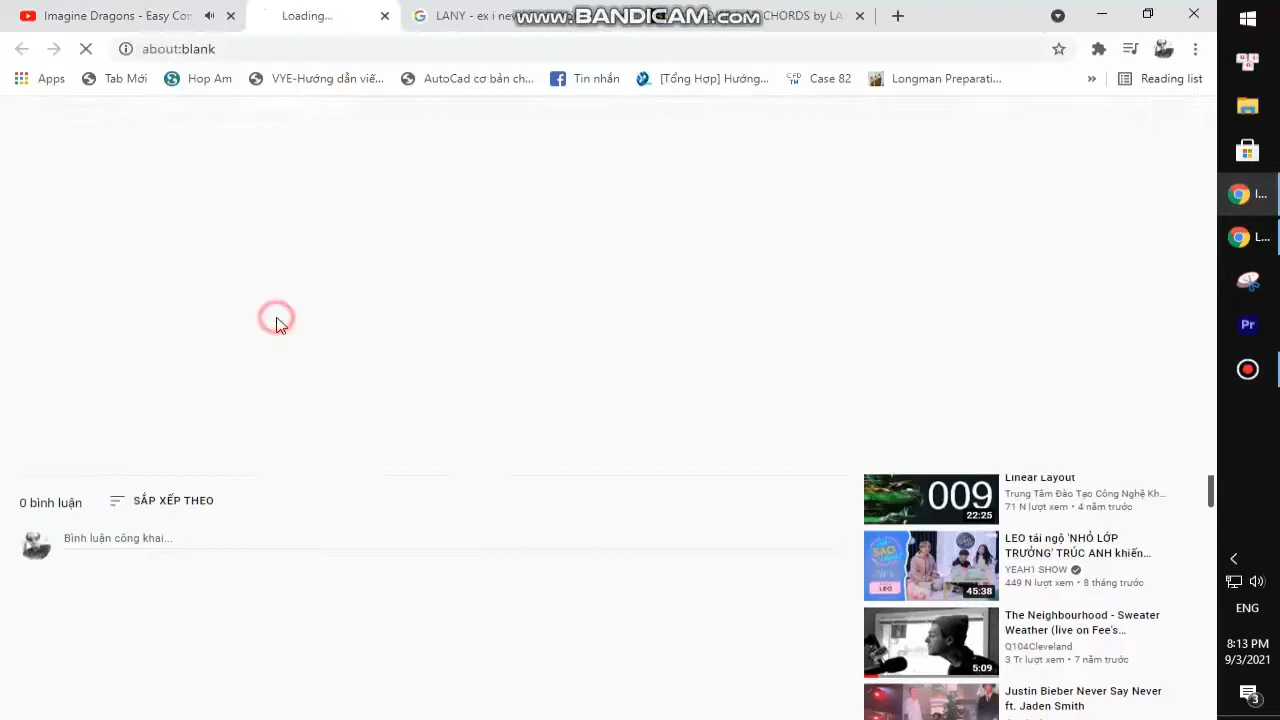 Imagine Dragons - Easy Cor
Loading...
LANY - ex i nev
www.BANDICAM.com
CHORDS by LA
about:blank
Apps
Tab Mới
Hop Am
VYE-Hướng dẫn viế...
AutoCad cơ bản ch...
Tin nhắn
[Tổng Hợp] Hướng...
CFD
TM
Case 82
Longman Preparati...
»
Reading list
I...
L...
Pr
0 bình luận
SẮP XẾP THEO
Bình luận công khai...
009
22:25
Linear Layout
Trung Tâm Đào Tạo Công Nghệ Kh...
71 N lượt xem • 4 năm trước
SAO
LEO
45:38
LEO tái ngộ 'NHỎ LỚP
TRƯỞNG' TRÚC ANH khiến...
YEAH1 SHOW
449 N lượt xem • 8 tháng trước
5:09
The Neighbourhood - Sweater
Weather (live on Fee's...
Q104Cleveland
3 Tr lượt xem • 7 năm trước
Justin Bieber Never Say Never
ft. Jaden Smith
ENG
8:13 PM
9/3/2021
3